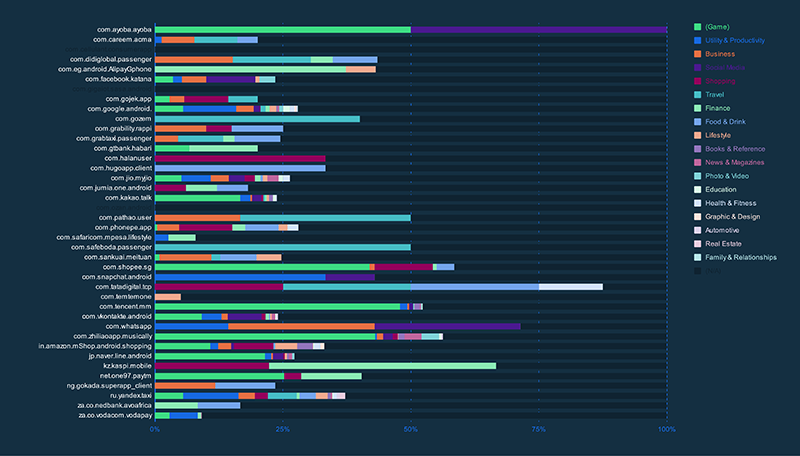 com.ayoba.ayoba
com.careem.acma
com.didiglobal.passenger
com.eg.android.AlipayGphone
com.facebook.katana
com.gojek.app
com.google.android.
com.gozem
com.grability.rappi
com.grabtaxi.passenger
com.gtbank.habari
com.halanuser
com.hugoapp.client
com.jio.myjio
com.jumia.one.android
com.kakao.talk
com.pathao.user
com.phonepe.app
com.safaricom.mpesa.lifestyle
com.safeboda.passenger
com.sankuai.meituan
com.shopee.sg
com.snapchat.android
com.tatadigital.tcp
com.temtemone
com.tencent.mm
com.vkontakte.android
com.whatsapp
com.zhiliaoapp.musically
in.amazon.mShop.android.shopping
jp.naver.line.android
kz.kaspi.mobile
net.one97.paytm
ng.gokada.superapp_client
ru.yandex.taxi
za.co.nedbank.avoafrica
za.co.vodacom.vodapay
0%
25%
50%
75%
100%
(Game)
Utility & Productivity
Business
Social Media
Shopping
Travel
Finance
Food & Drink
Lifestyle
Books & Reference
News & Magazines
Photo & Video
Education
Health & Fitness
Graphic & Design
Automotive
Real Estate
Family & Relationships